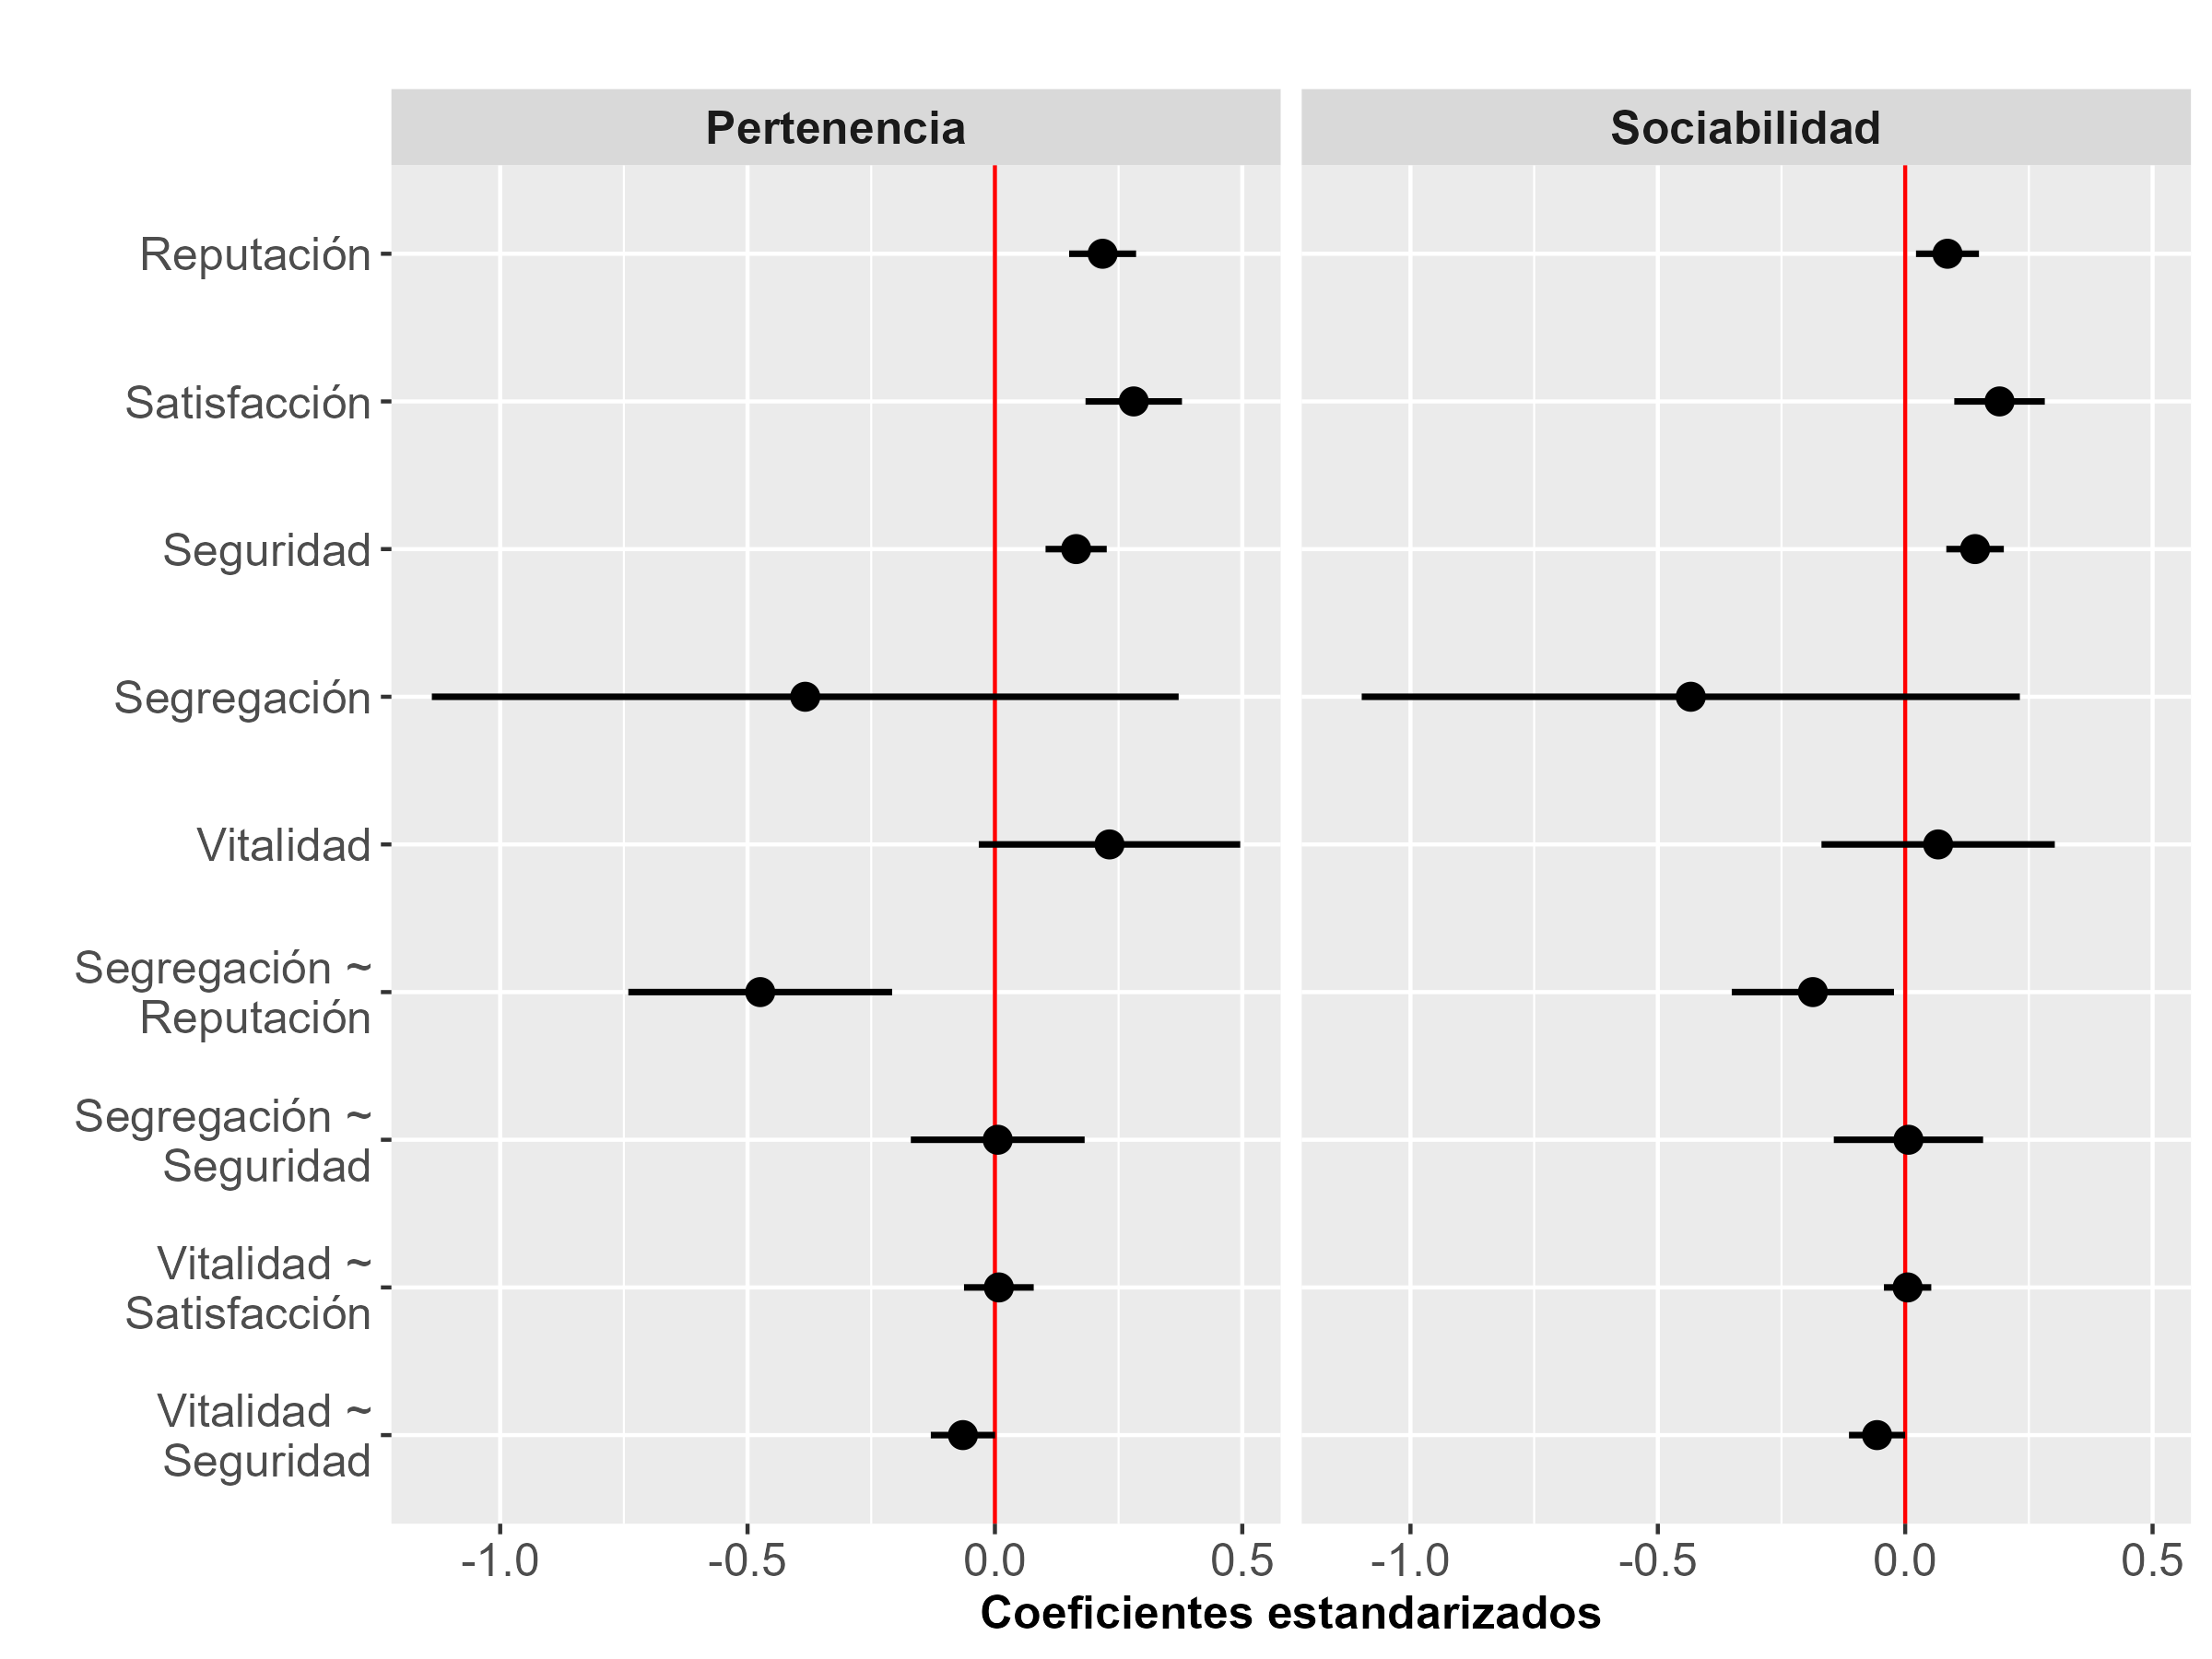 Pertenencia
Sociabilidad
Reputación
Satisfacción
Seguridad
Segregación
Vitalidad
Segregación ~
Reputación
Segregación ~
Seguridad
Vitalidad ~
Satisfacción
Vitalidad ~
Seguridad
-1.0 -0.5 0.0 0.5
-1.0 -0.5 0.0 0.5
Coeficientes estandarizados